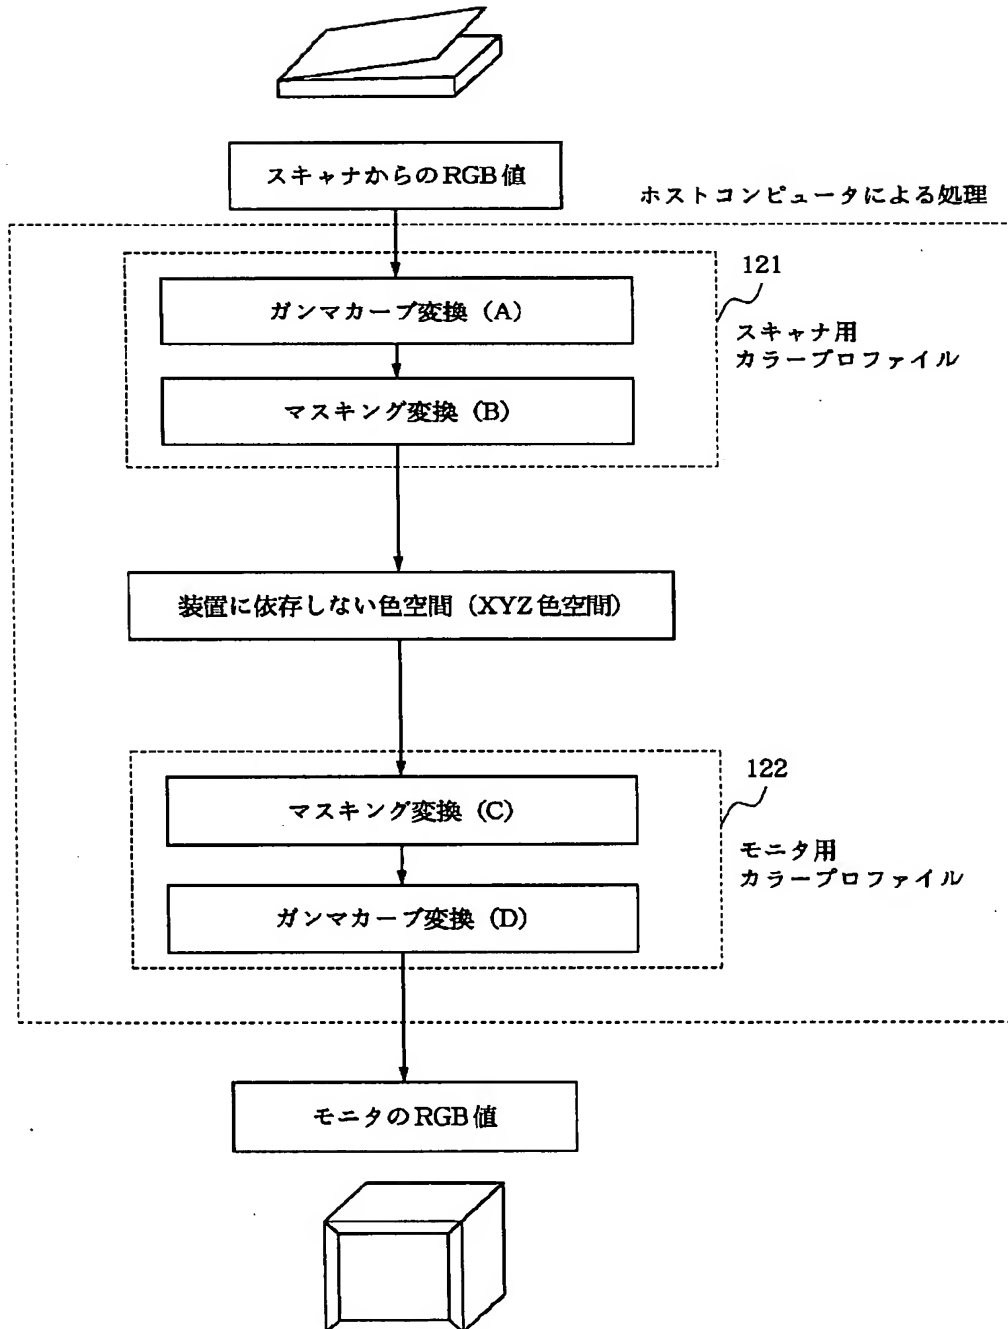 スキャナからのRGB値
ホストコンピュータによる処理
121
ガンマカーブ変換 (A)
スキャナ用
カラープロファイル
マスキング変換 (B)
装置に依存しない色空間 (XYZ色空間)
122
マスキング変換 (C)
モニタ用
カラープロファイル
ガンマカーブ変換 (D)
モニタのRGB値